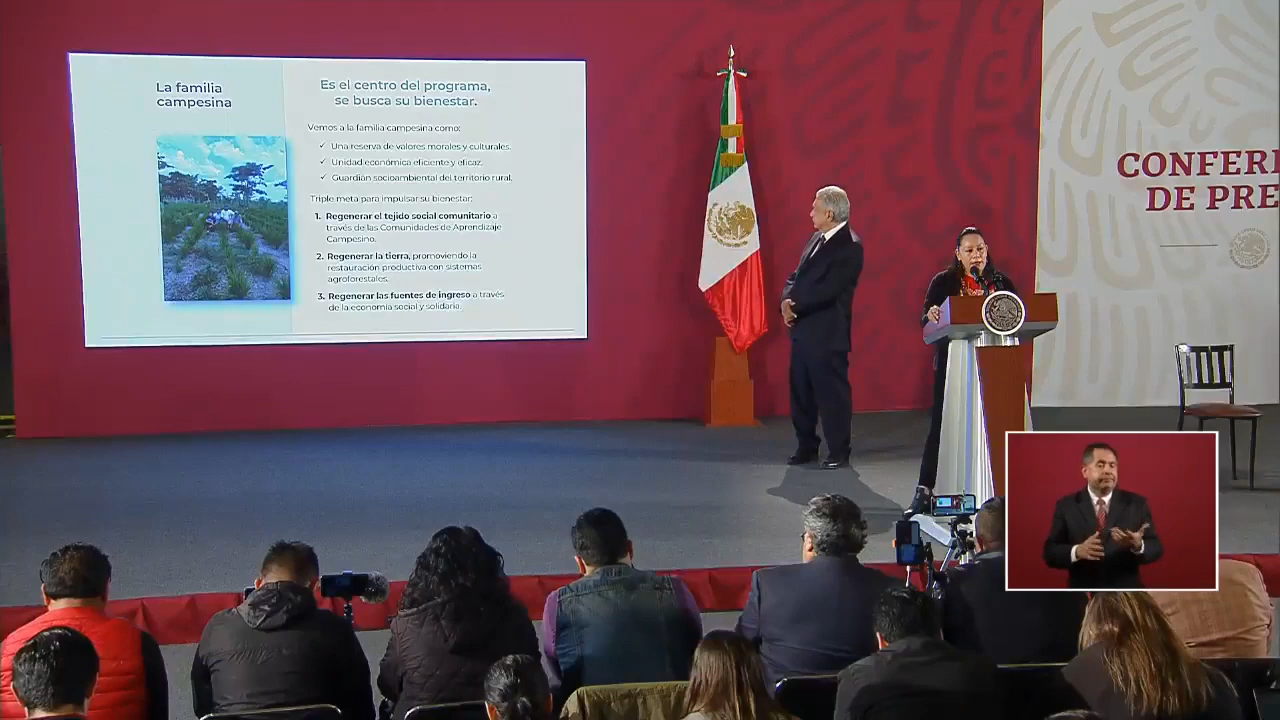 La familia
campesina
Es el centro del programa,
se busca su bienestar.
Vemos a la familia campesina como:
✓ Una reserva de valores morales y culturales.
✓ Unidad económica eficiente y eficaz.
✓ Guardián socioambiental del territorio rural.
Triple meta para impulsar su bienestar:
1. Regenerar el tejido social comunitario a
través de las Comunidades de Aprendizaje
Campesino.
2. Regenerar la tierra, promoviendo la
restauración productiva con sistemas
agroforestales.
3. Regenerar las fuentes de ingreso a través
de la economía social y solidaria.
CONFER
DE PRE